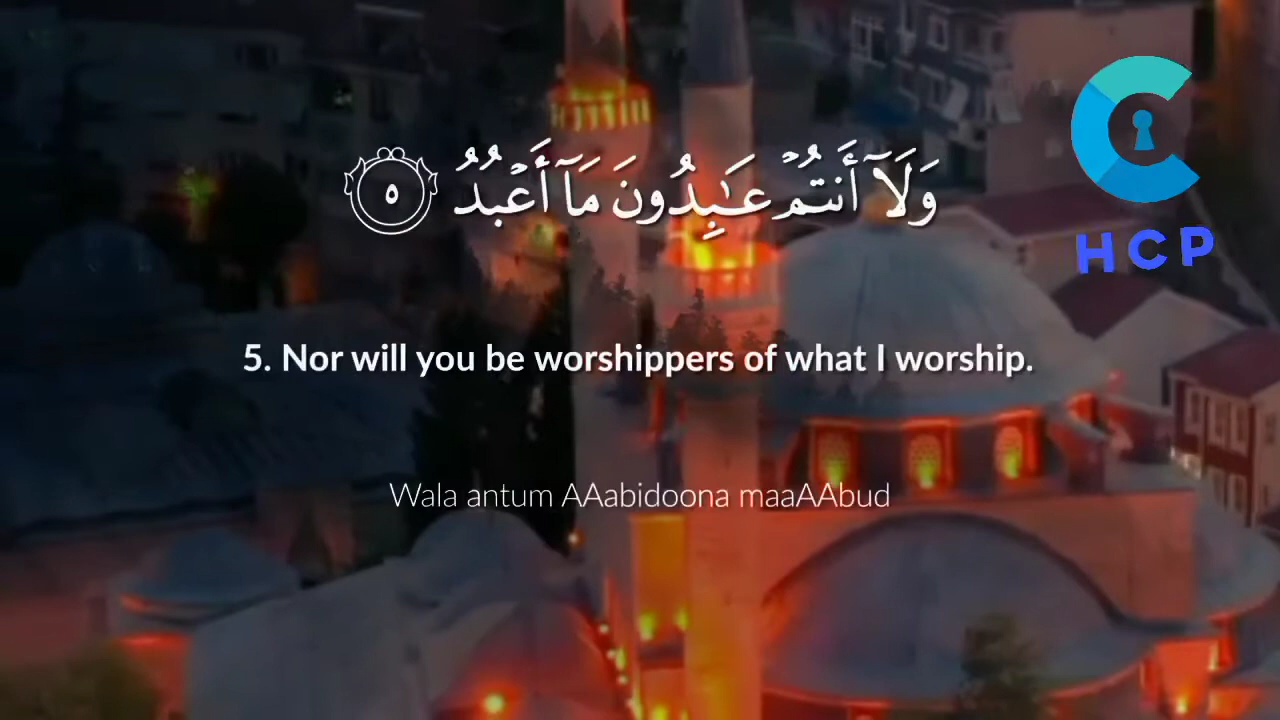 وَلَآ أَنتُمْ عَـٰبِدُونَ مَآ أَعْبُدُ ٥
HCP
5. Nor will you be worshippers of what I worship.
Wala antum AAabidoona maaAAbud